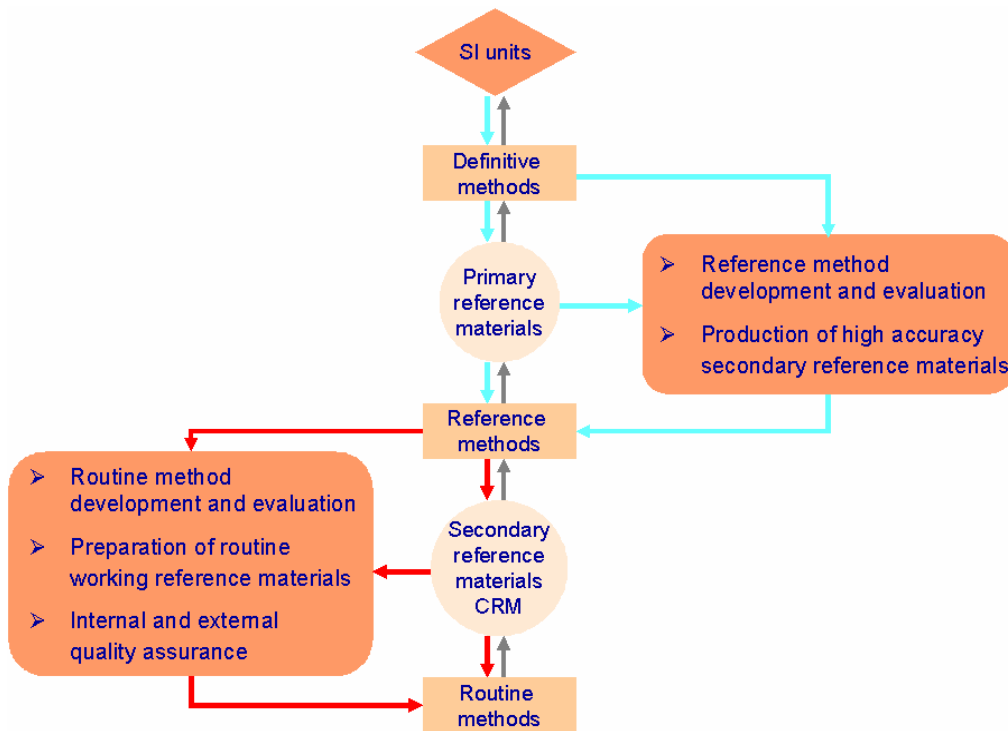 SI units
Definitive
methods
Primary
reference
materials
➢ Reference method
development and evaluation
➢ Production of high accuracy
secondary reference materials
Reference
methods
➢ Routine method
development and evaluation
➢ Preparation of routine
working reference materials
➢ Internal and external
quality assurance
Secondary
reference
materials
CRM
Routine
methods